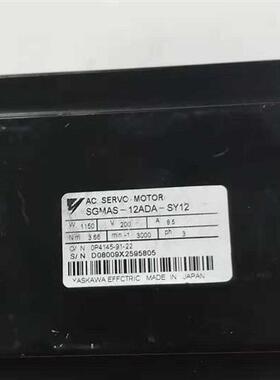 AC SERVO MOTOR
SGMAS-12ADA-SY12
W 1150 V 200 A 8.5
N·m 3.66 min-1 3000 ph 3
O/N 0P4145-91-22
S/N D08009X2595805
YASKAWA EFFCTRIC MADE IN JAPAN